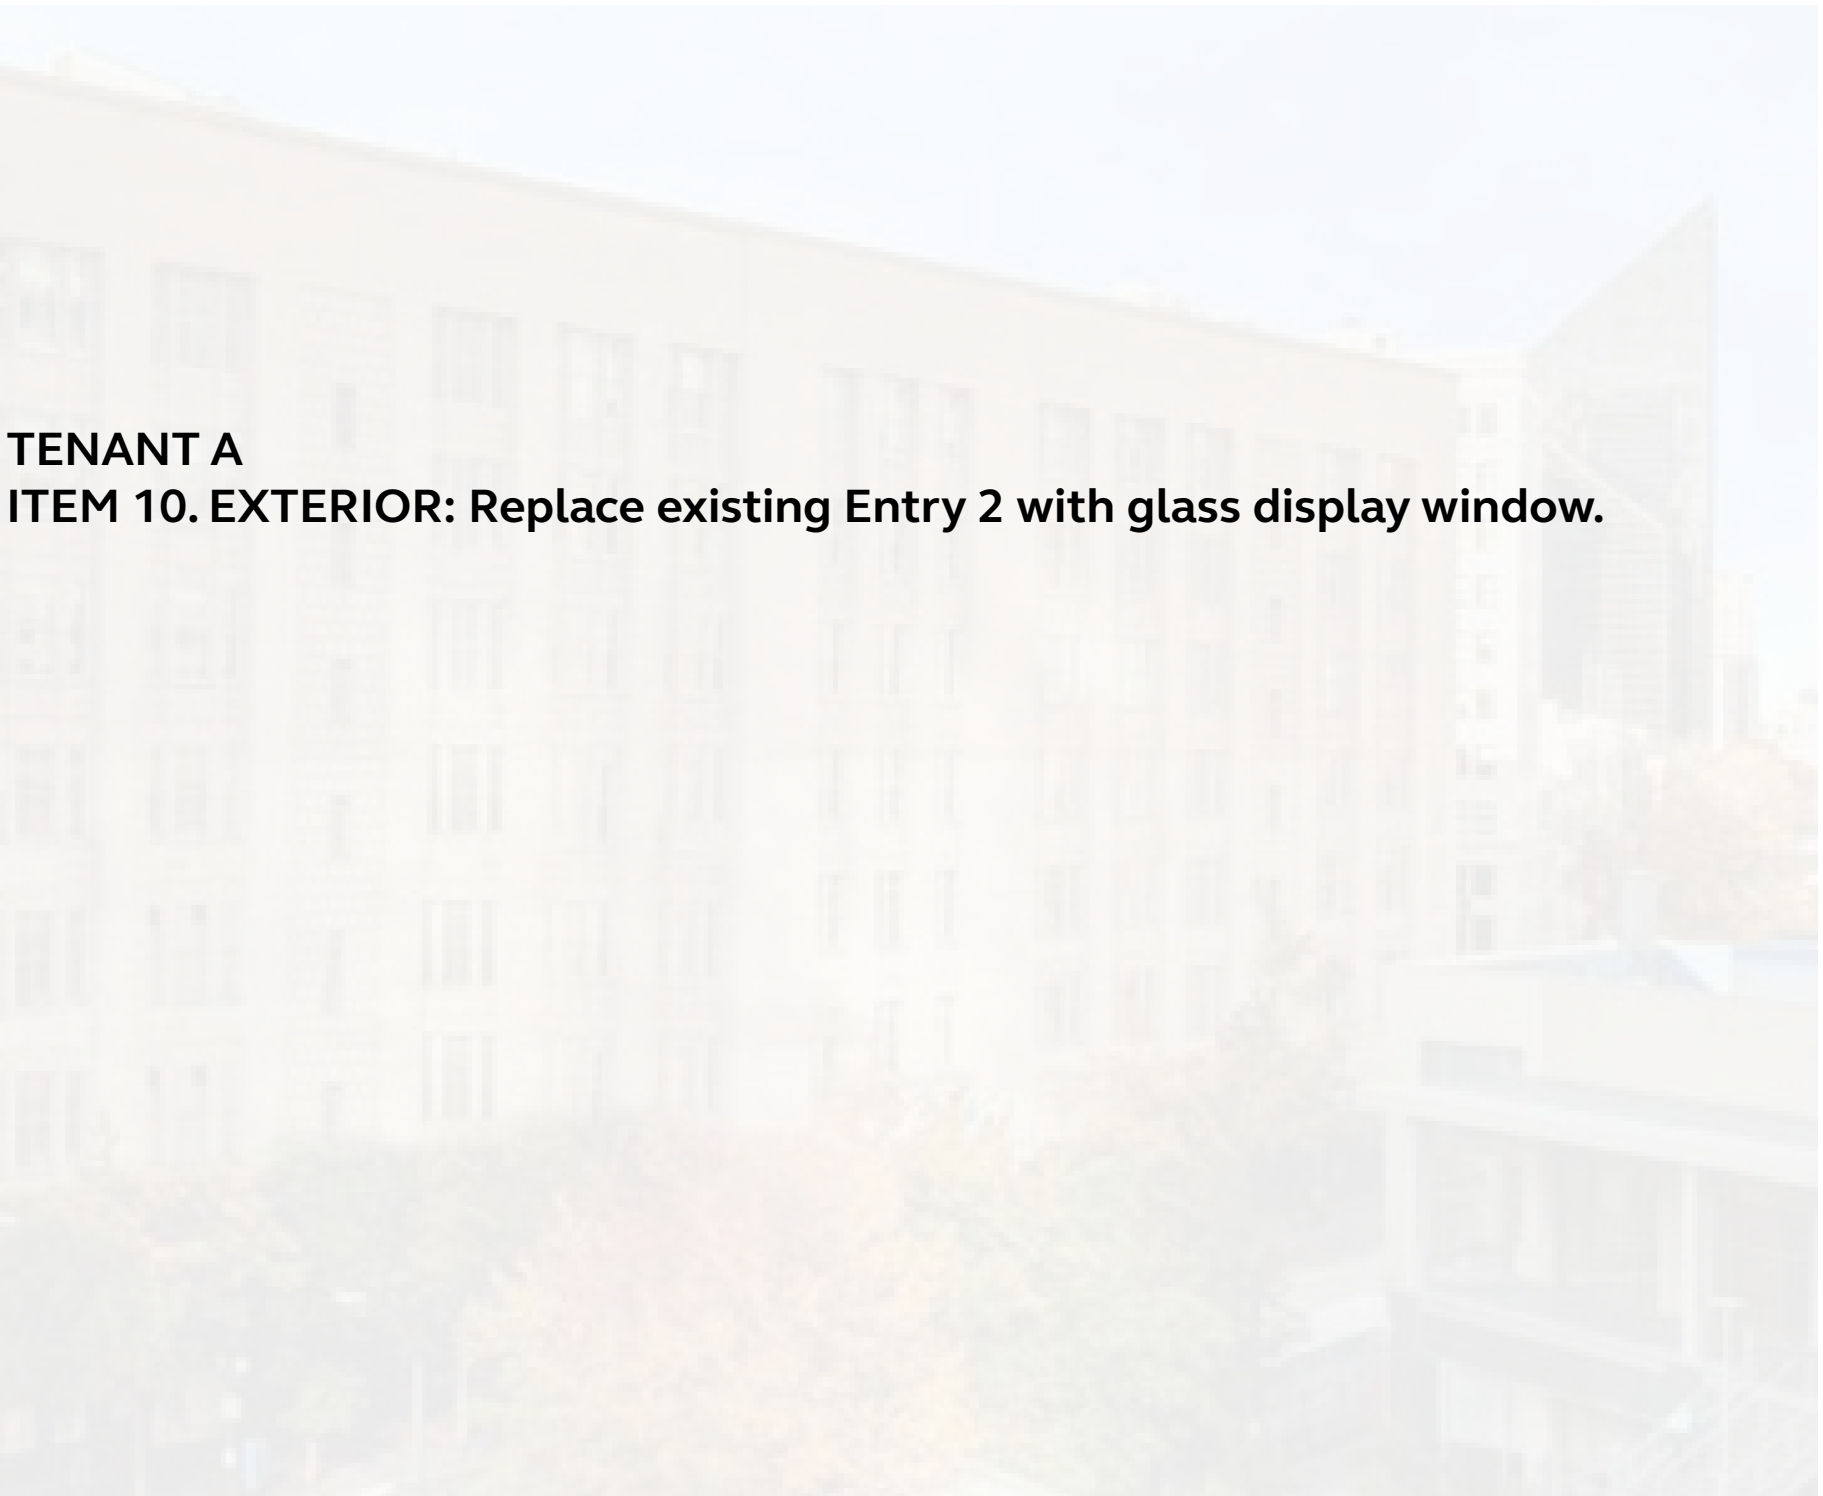 TENANT A
ITEM 10. EXTERIOR: Replace existing Entry 2 with glass display window.